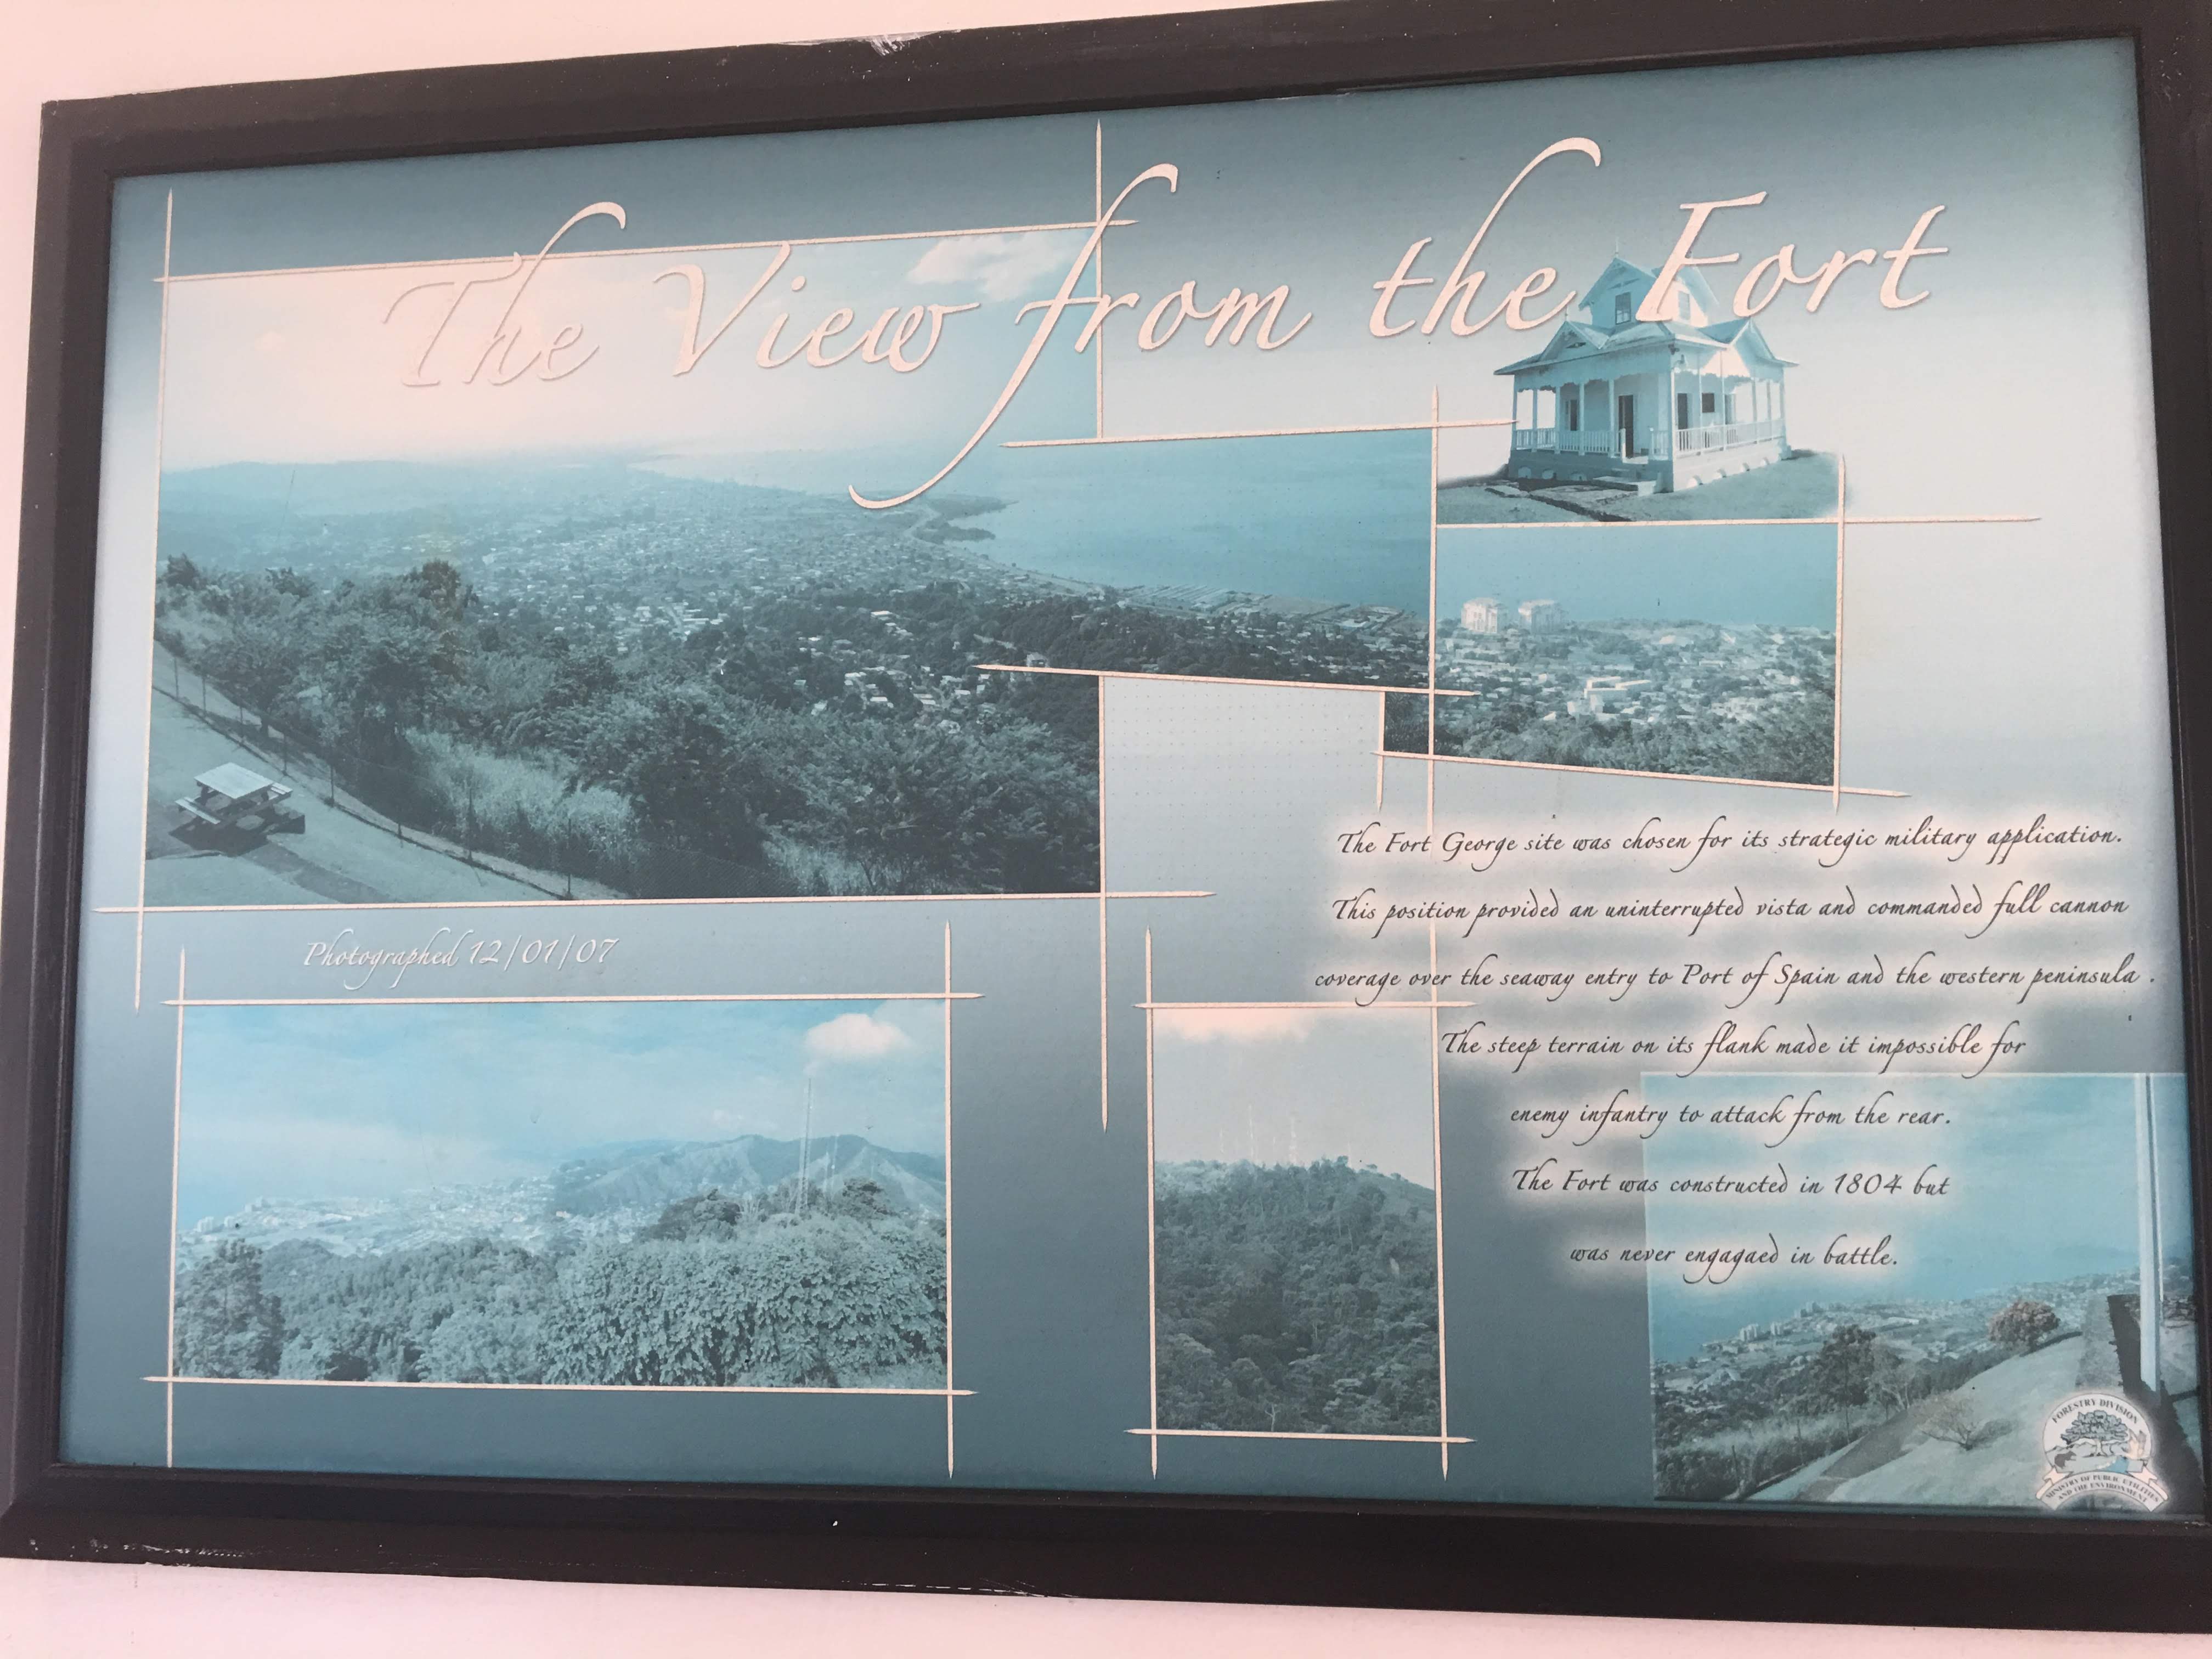 The View from the Fort
The Fort George site was chosen for its strategic military application.
This position provided an uninterrupted vista and commanded full cannon
coverage over the seaway entry to Port of Spain and the western peninsula .
The steep terrain on its flank made it impossible for
enemy infantry to attack from the rear.
The Fort was constructed in 1804 but
was never engagaed in battle.
Photographed 12/01/07
FORESTRY DIVISION
MINISTRY OF PUBLIC UTILITIES
AND THE ENVIRONMENT